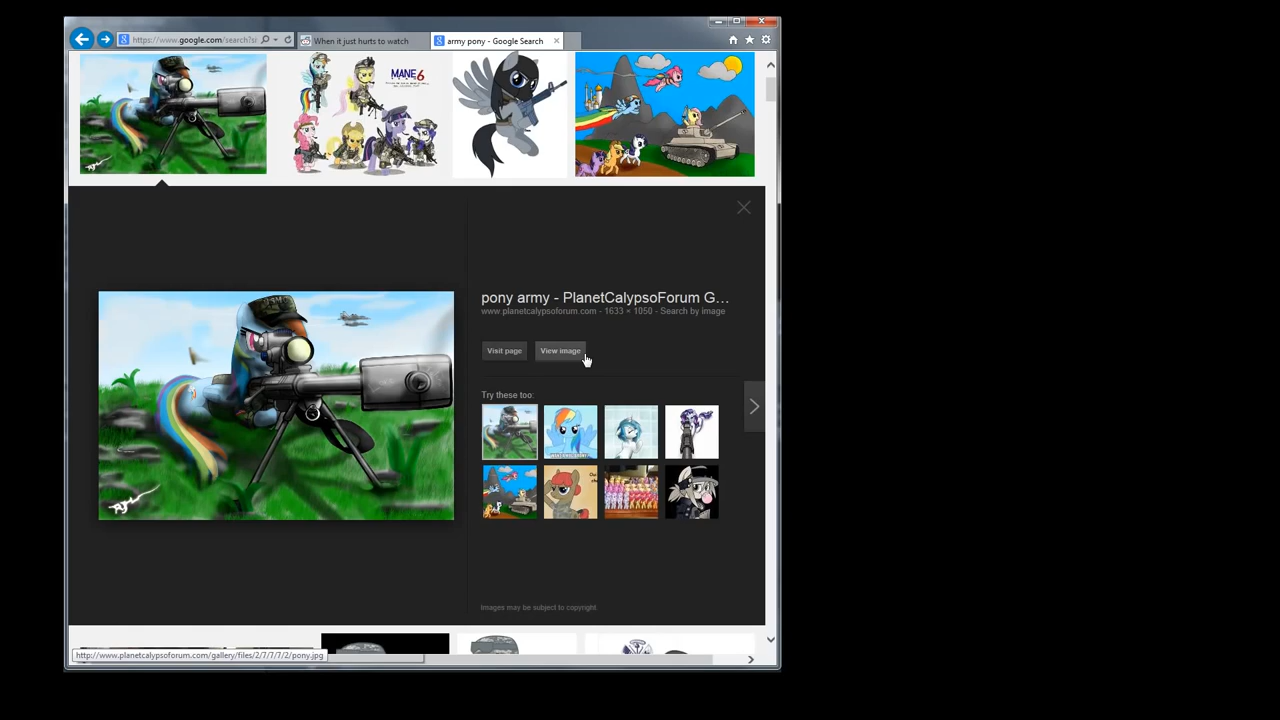 https://www.google.com/search?si
When it just hurts to watch
army pony - Google Search
MANE 6
pony army - PlanetCalypsoForum G...
www.planetcalypsoforum.com - 1633 × 1050 - Search by image
Visit page
View image
Try these too:
Images may be subject to copyright.
http://www.planetcalypsoforum.com/gallery/files/2/7/7/7/2/pony.jpg